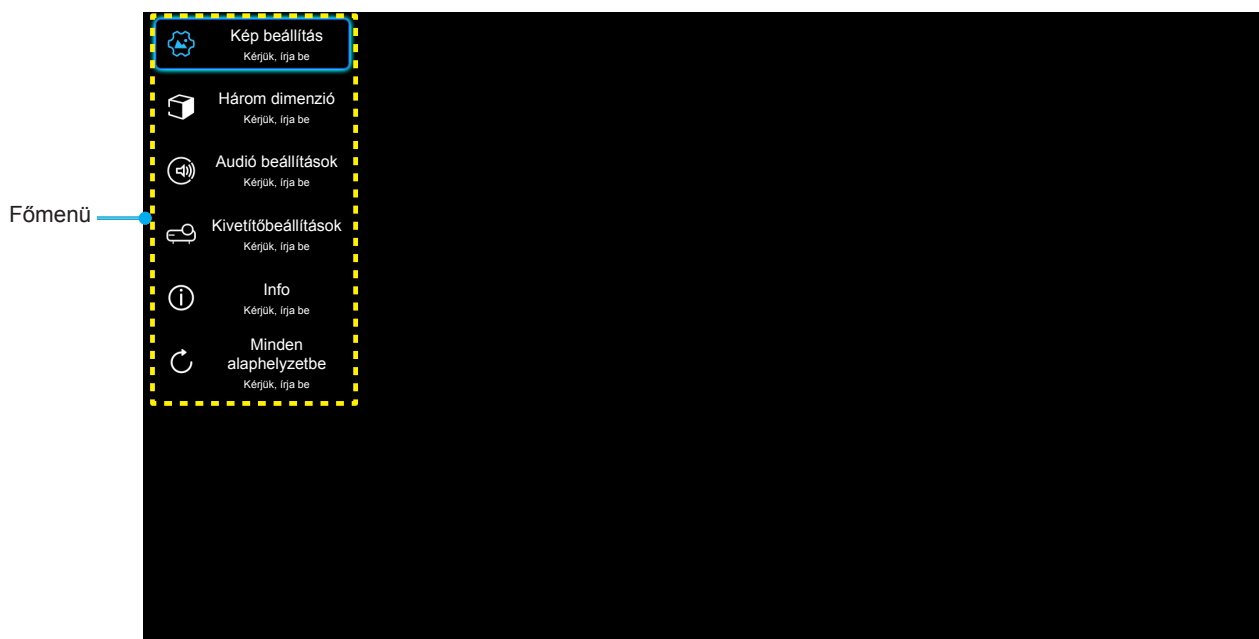 Kép beállítás
Kérjük, írja be
Három dimenzió
Kérjük, írja be
Audió beállítások
Kérjük, írja be
Főmenü
Kivetítőbeállítások
Kérjük, írja be
Info
Kérjük, írja be
Minden
alaphelyzetbe
Kérjük, írja be